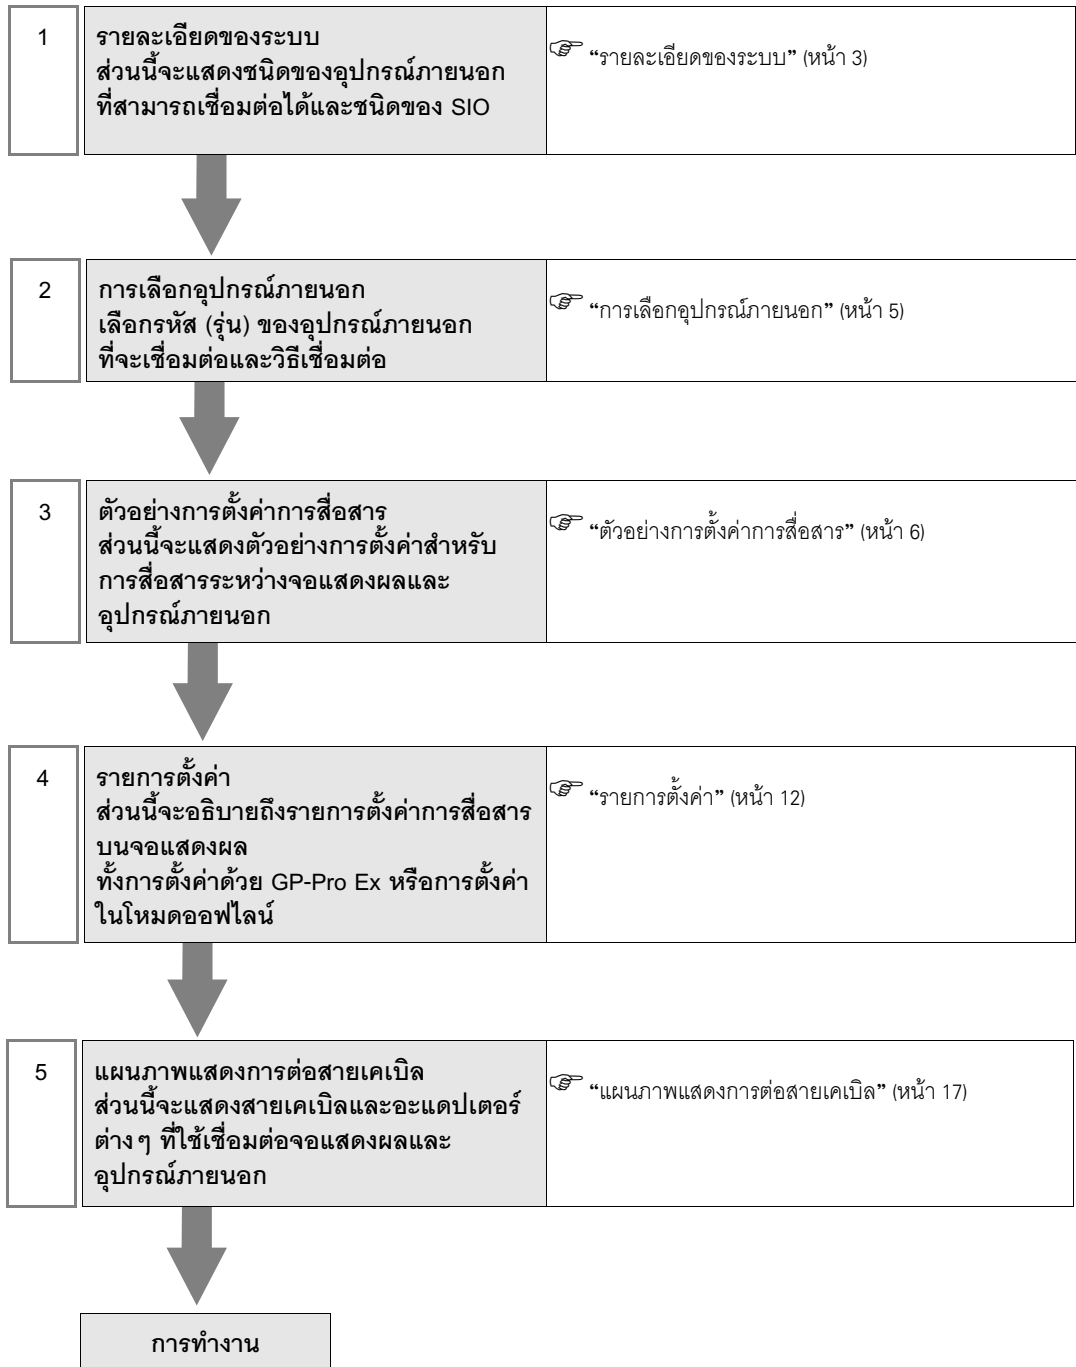 1
รายละเอียดของระบบ
ส่วนนี้จะแสดงชนิดของอุปกรณ์ภายนอก
ที่สามารถเชื่อมต่อได้และชนิดของ SIO
“รายละเอียดของระบบ” (หน้า 3)
2
การเลือกอุปกรณ์ภายนอก
เลือกรหัส (รุ่น) ของอุปกรณ์ภายนอก
ที่จะเชื่อมต่อและวิธีเชื่อมต่อ
“การเลือกอุปกรณ์ภายนอก” (หน้า 5)
3
ตัวอย่างการตั้งค่าการสื่อสาร
ส่วนนี้จะแสดงตัวอย่างการตั้งค่าสำหรับ
การสื่อสารระหว่างจอแสดงผลและ
อุปกรณ์ภายนอก
“ตัวอย่างการตั้งค่าการสื่อสาร” (หน้า 6)
4
รายการตั้งค่า
ส่วนนี้จะอธิบายถึงรายการตั้งค่าการสื่อสาร
บนจอแสดงผล
ทั้งการตั้งค่าด้วย GP-Pro Ex หรือการตั้งค่า
ในโหมดออฟไลน์
“รายการตั้งค่า” (หน้า 12)
5
แผนภาพแสดงการต่อสายเคเบิล
ส่วนนี้จะแสดงสายเคเบิลและอะแดปเตอร์
ต่างๆ ที่ใช้เชื่อมต่อจอแสดงผลและ
อุปกรณ์ภายนอก
“แผนภาพแสดงการต่อสายเคเบิล” (หน้า 17)
การทำงาน